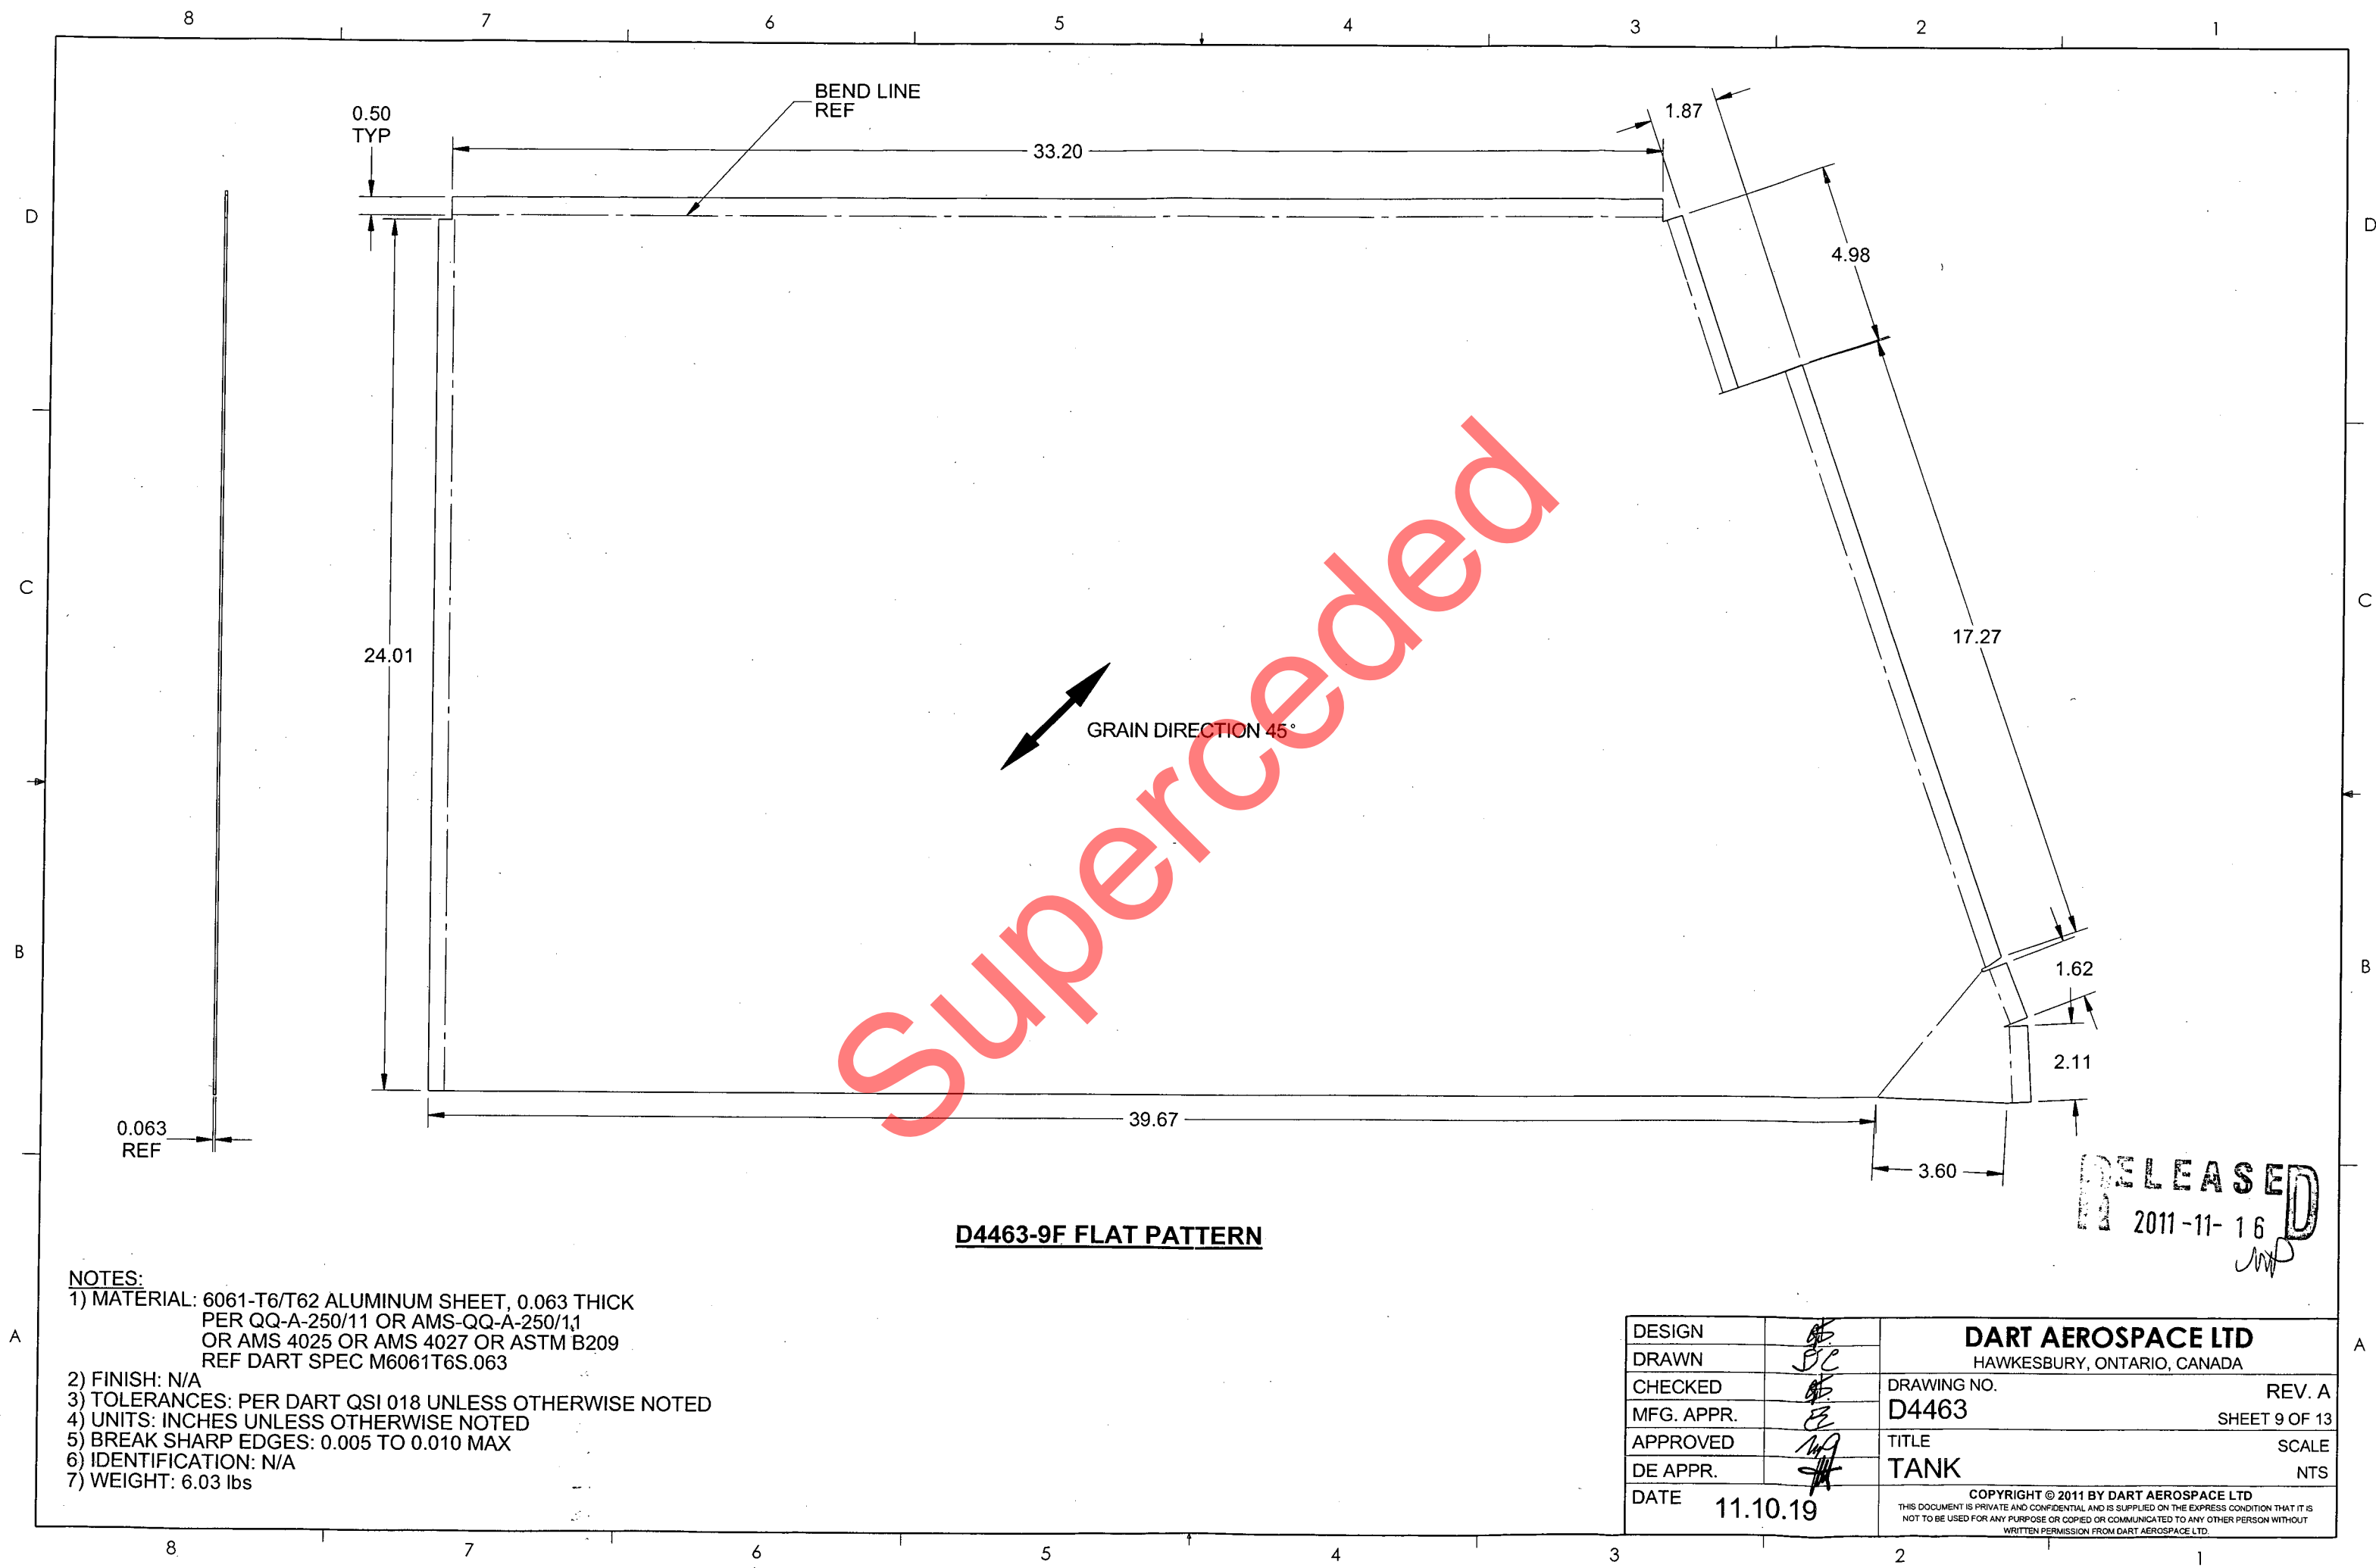 8 7 6 5 4 3 2 1
BEND LINE
REF
0.50
TYP
1.87
33.20
D
D
4.98
C
C
17.27
24.01
GRAIN DIRECTION 45°
Superceded
B
B
1.62
2.11
39.67
0.063
REF
3.60
RELEASED
2011-11-16
D4463-9F FLAT PATTERN
NOTES:
1) MATERIAL: 6061-T6/T62 ALUMINUM SHEET, 0.063 THICK
PER QQ-A-250/11 OR AMS-QQ-A-250/11
OR AMS 4025 OR AMS 4027 OR ASTM B209
REF DART SPEC M6061T6S.063
2) FINISH: N/A
3) TOLERANCES: PER DART QSI 018 UNLESS OTHERWISE NOTED
4) UNITS: INCHES UNLESS OTHERWISE NOTED
5) BREAK SHARP EDGES: 0.005 TO 0.010 MAX
6) IDENTIFICATION: N/A
7) WEIGHT: 6.03 lbs
A
A
DESIGN
DRAWN
CHECKED
MFG. APPR.
APPROVED
DE APPR.
DATE 11.10.19
DART AEROSPACE LTD
HAWKESBURY, ONTARIO, CANADA
DRAWING NO. REV. A
D4463 SHEET 9 OF 13
TITLE SCALE
TANK NTS
COPYRIGHT © 2011 BY DART AEROSPACE LTD
THIS DOCUMENT IS PRIVATE AND CONFIDENTIAL AND IS SUPPLIED ON THE EXPRESS CONDITION THAT IT IS
NOT TO BE USED FOR ANY PURPOSE OR COPIED OR COMMUNICATED TO ANY OTHER PERSON WITHOUT
WRITTEN PERMISSION FROM DART AEROSPACE LTD.
8 7 6 5 4 3 2 1